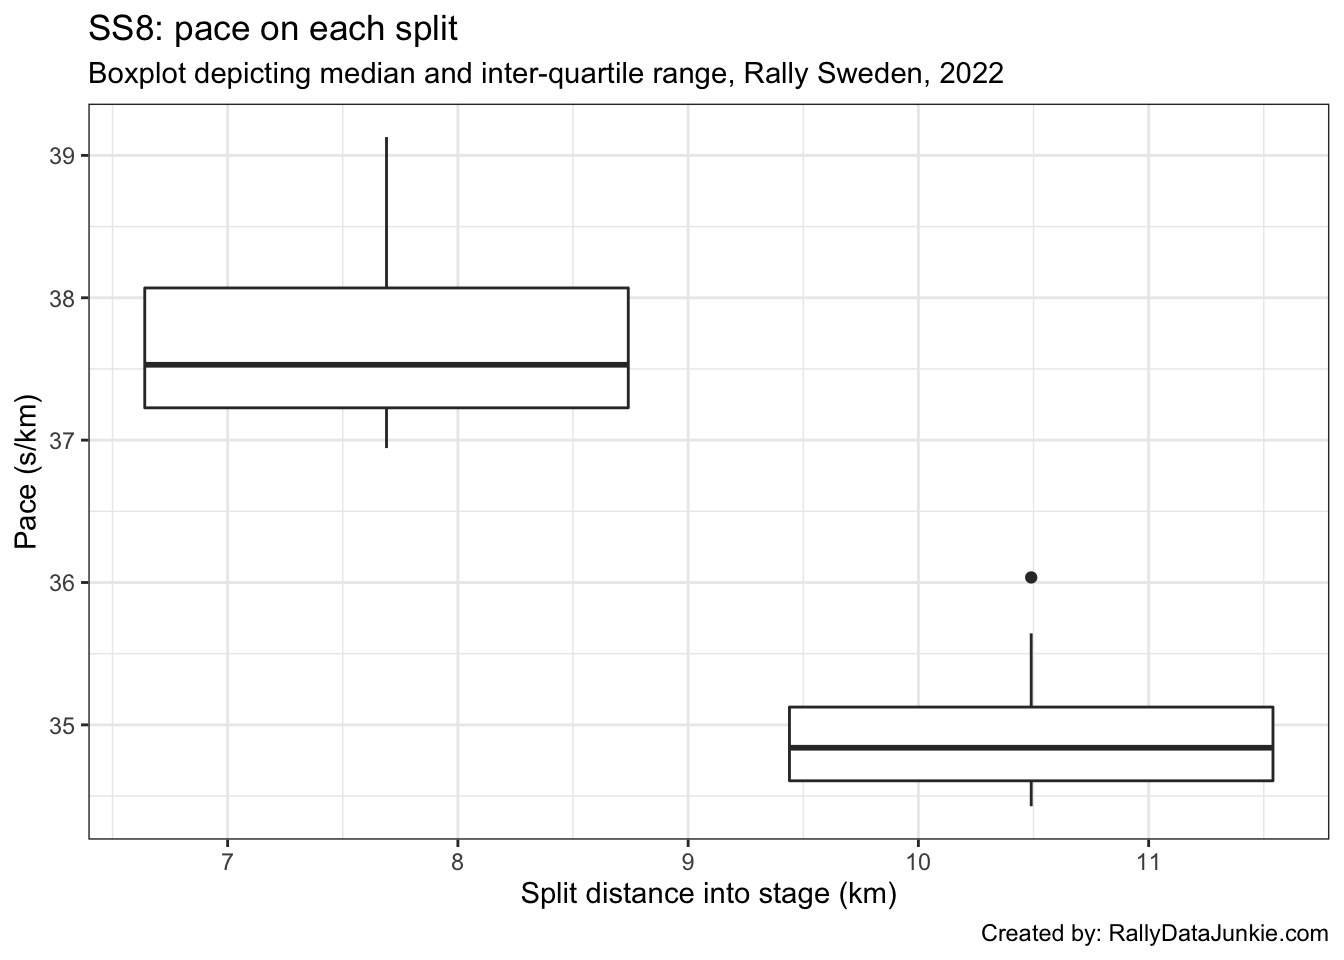 SS8: pace on each split
Boxplot depicting median and inter-quartile range, Rally Sweden, 2022
39
38
37
36
35
Pace (s/km)
7 8 9 10 11
Split distance into stage (km)
Created by: RallyDataJunkie.com